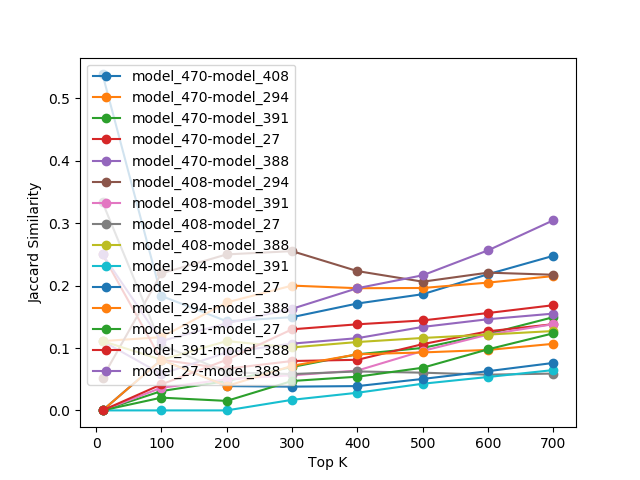 model_470-model_408
model_470-model_294
model_470-model_391
model_470-model_27
model_470-model_388
model_408-model_294
model_408-model_391
model_408-model_27
model_408-model_388
model_294-model_391
model_294-model_27
model_294-model_388
model_391-model_27
model_391-model_388
model_27-model_388
0.5
0.4
0.3
0.2
0.1
0.0
Jaccard Similarity
0 100 200 300 400 500 600 700
Top K